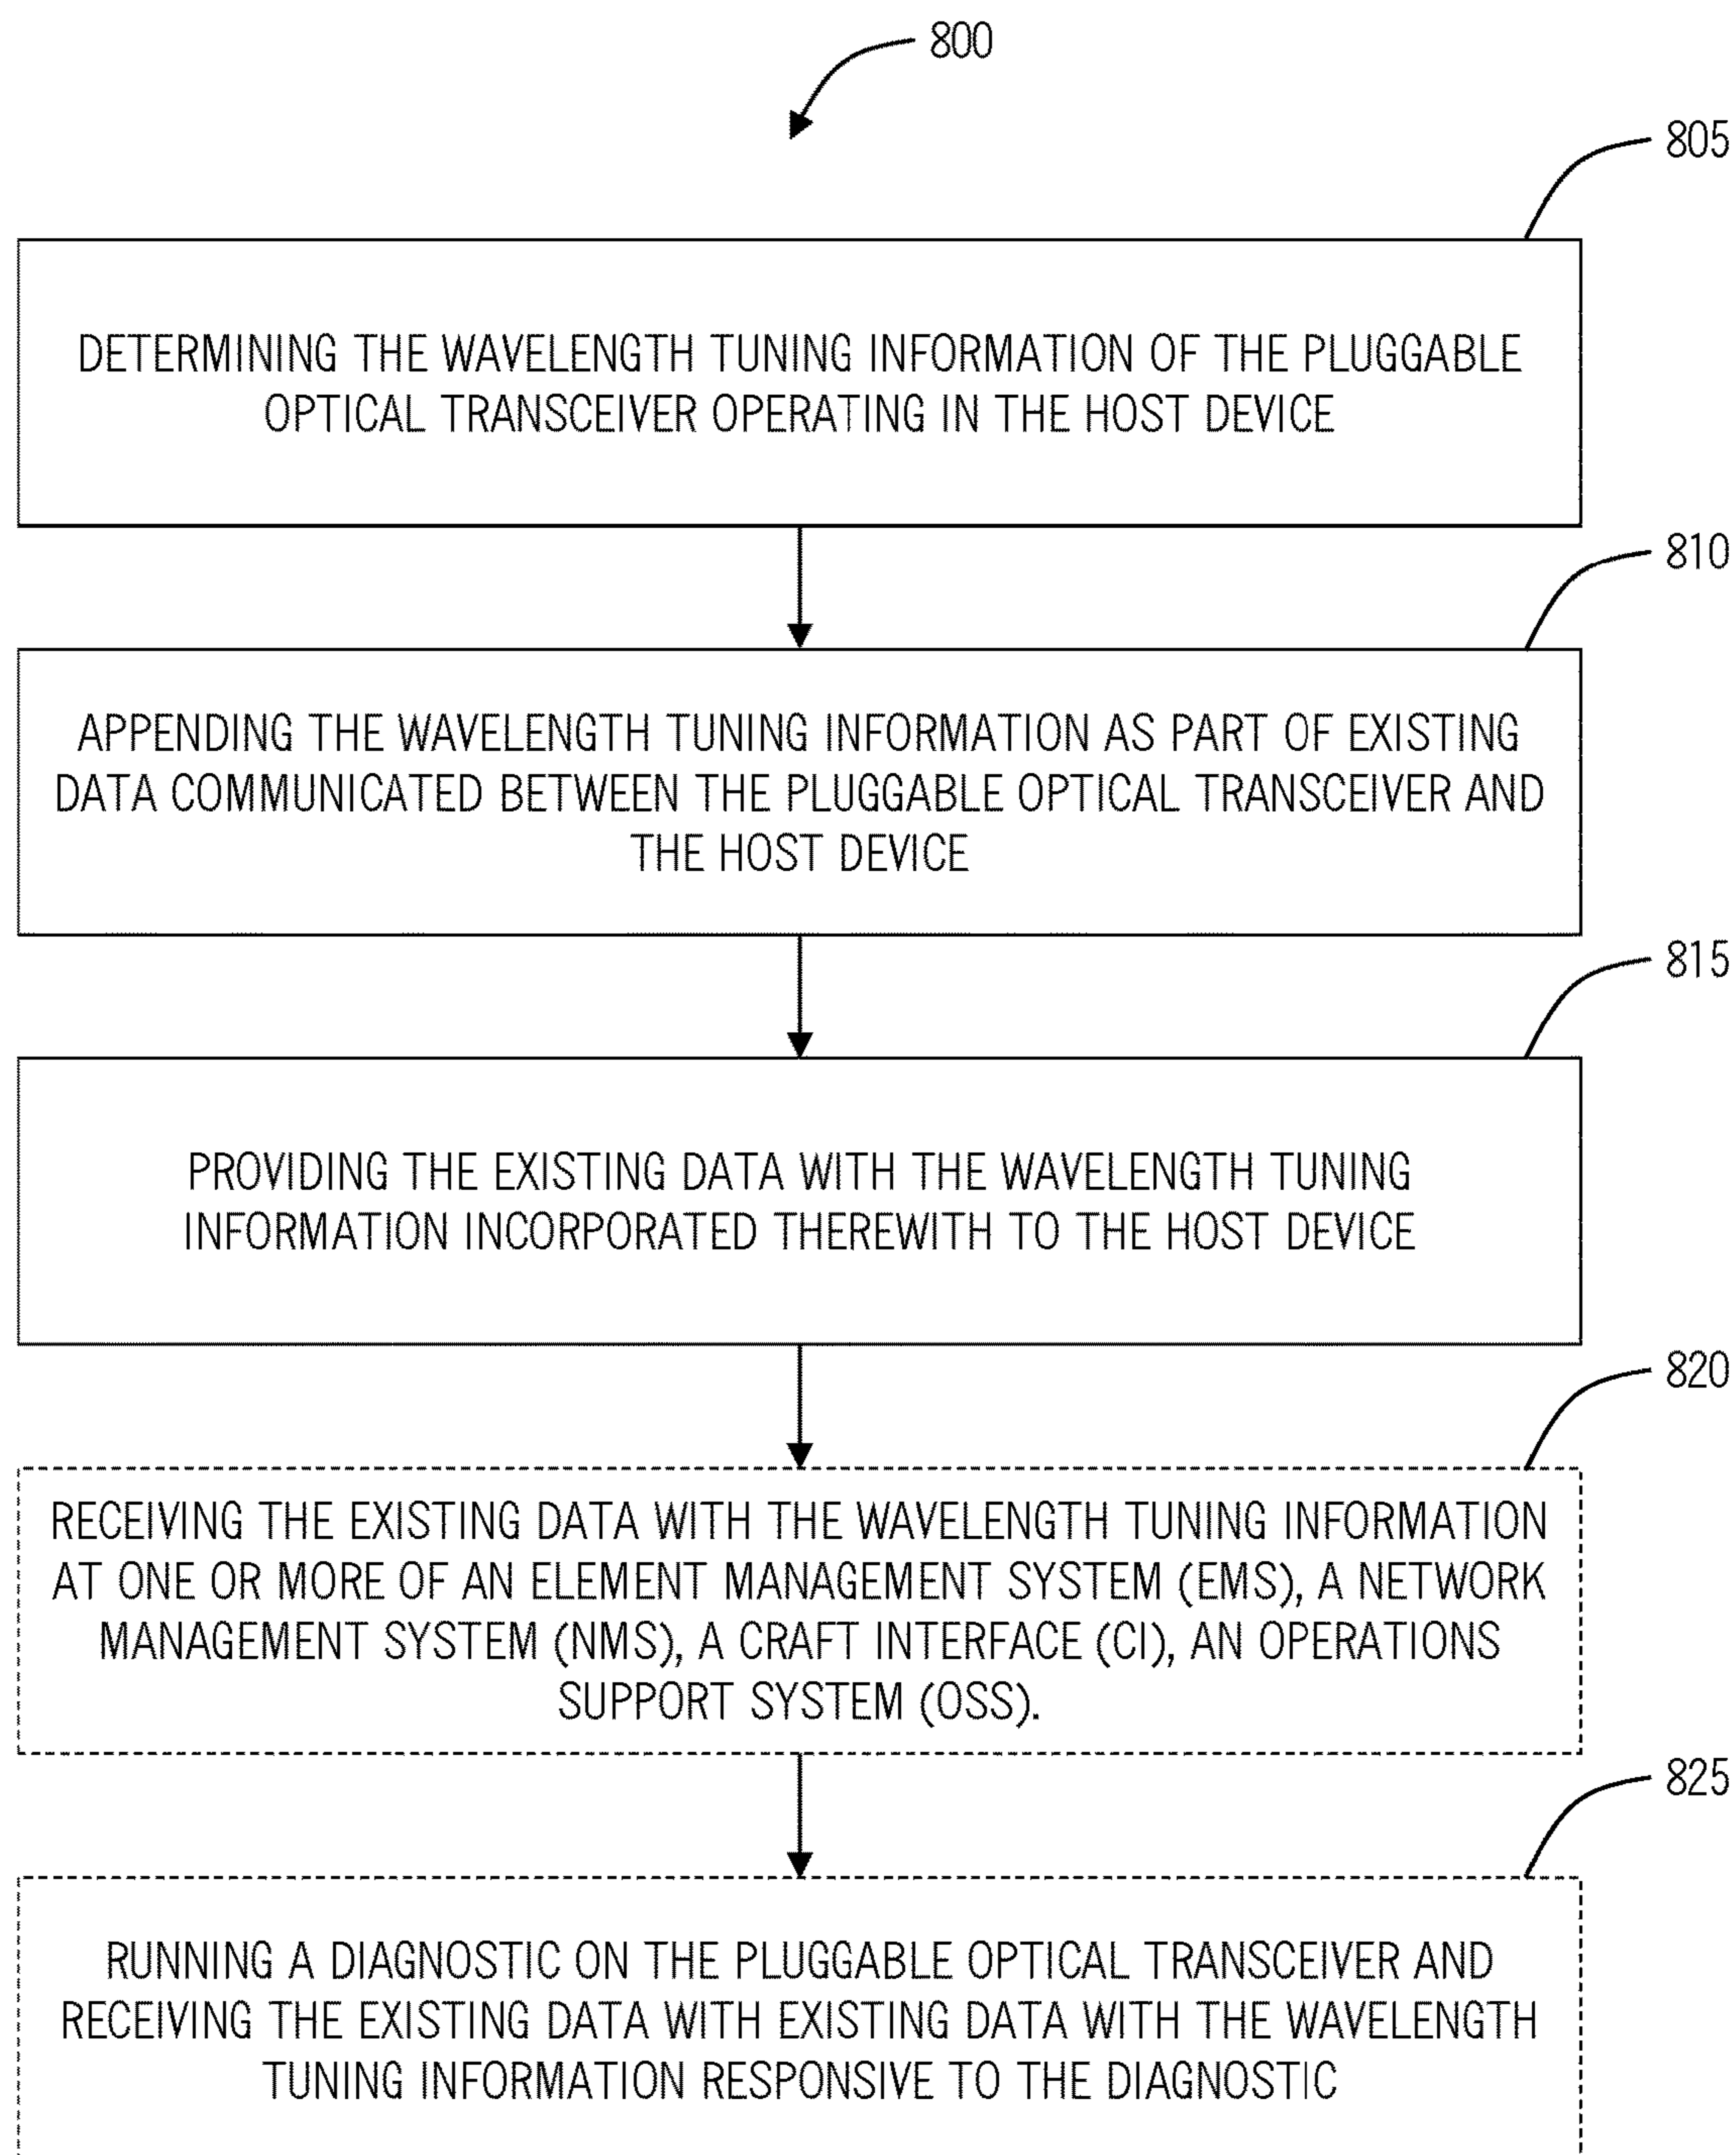 800
805
DETERMINING THE WAVELENGTH TUNING INFORMATION OF THE PLUGGABLE
OPTICAL TRANSCEIVER OPERATING IN THE HOST DEVICE
810
APPENDING THE WAVELENGTH TUNING INFORMATION AS PART OF EXISTING
DATA COMMUNICATED BETWEEN THE PLUGGABLE OPTICAL TRANSCEIVER AND
THE HOST DEVICE
815
PROVIDING THE EXISTING DATA WITH THE WAVELENGTH TUNING
INFORMATION INCORPORATED THEREWITH TO THE HOST DEVICE
820
RECEIVING THE EXISTING DATA WITH THE WAVELENGTH TUNING INFORMATION
AT ONE OR MORE OF AN ELEMENT MANAGEMENT SYSTEM (EMS), A NETWORK
MANAGEMENT SYSTEM (NMS), A CRAFT INTERFACE (CI), AN OPERATIONS
SUPPORT SYSTEM (OSS).
825
RUNNING A DIAGNOSTIC ON THE PLUGGABLE OPTICAL TRANSCEIVER AND
RECEIVING THE EXISTING DATA WITH EXISTING DATA WITH THE WAVELENGTH
TUNING INFORMATION RESPONSIVE TO THE DIAGNOSTIC